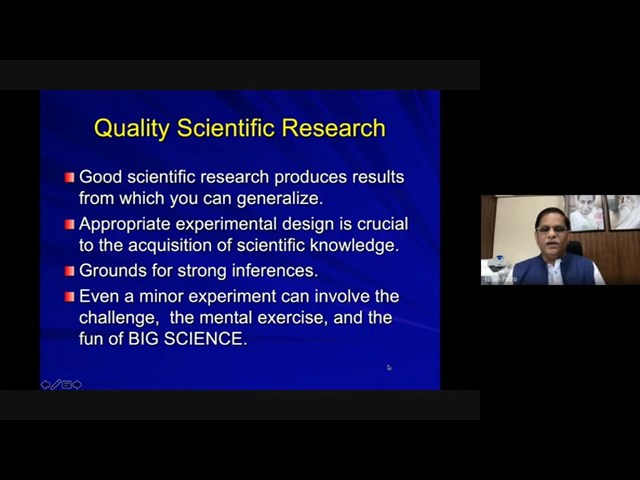 Quality Scientific Research
Good scientific research produces results
from which you can generalize.
Appropriate experimental design is crucial
to the acquisition of scientific knowledge.
Grounds for strong inferences.
Even a minor experiment can involve the
challenge, the mental exercise, and the
fun of BIG SCIENCE.